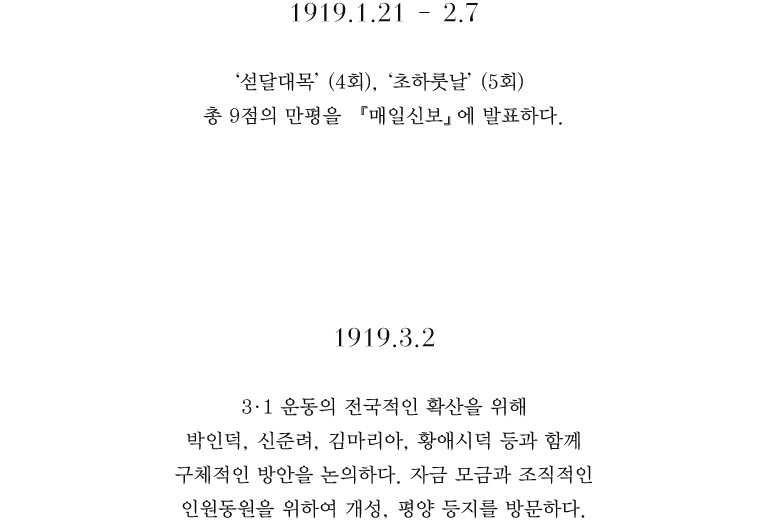 1919.1.21 - 2.7
‘섣달대목’ (4회), ‘초하룻날’ (5회)
총 9점의 만평을 『매일신보』에 발표하다.
1919.3.2
3·1 운동의 전국적인 확산을 위해
박인덕, 신준려, 김마리아, 황애시덕 등과 함께
구체적인 방안을 논의하다. 자금 모금과 조직적인
인원동원을 위하여 개성, 평양 등지를 방문하다.